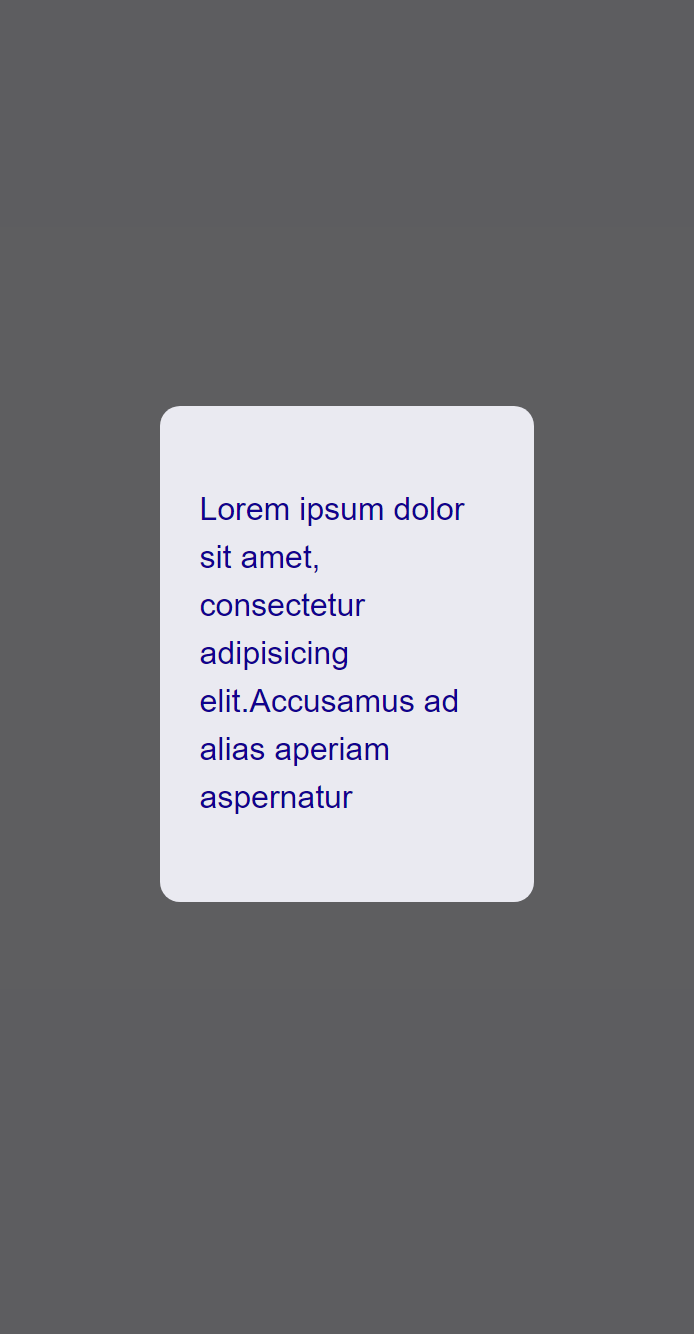 Lorem ipsum dolor
sit amet,
consectetur
adipisicing
elit.Accusamus ad
alias aperiam
aspernatur